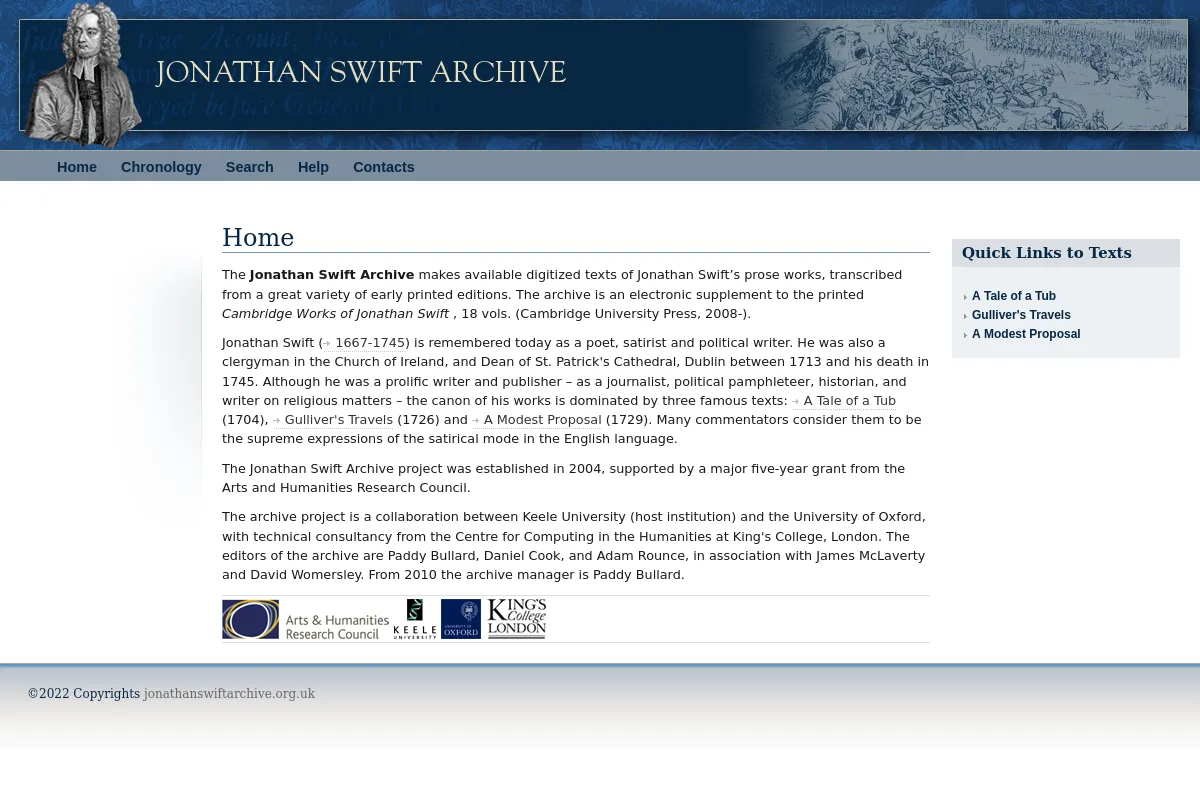 JONATHAN SWIFT ARCHIVE
Home Chronology Search Help Contacts
Home
The Jonathan Swift Archive makes available digitized texts of Jonathan Swift’s prose works, transcribed
from a great variety of early printed editions. The archive is an electronic supplement to the printed
Cambridge Works of Jonathan Swift , 18 vols. (Cambridge University Press, 2008-).
Jonathan Swift (→ 1667-1745) is remembered today as a poet, satirist and political writer. He was also a
clergyman in the Church of Ireland, and Dean of St. Patrick's Cathedral, Dublin between 1713 and his death in
1745. Although he was a prolific writer and publisher – as a journalist, political pamphleteer, historian, and
writer on religious matters – the canon of his works is dominated by three famous texts: → A Tale of a Tub
(1704), → Gulliver's Travels (1726) and → A Modest Proposal (1729). Many commentators consider them to be
the supreme expressions of the satirical mode in the English language.
The Jonathan Swift Archive project was established in 2004, supported by a major five-year grant from the
Arts and Humanities Research Council.
The archive project is a collaboration between Keele University (host institution) and the University of Oxford,
with technical consultancy from the Centre for Computing in the Humanities at King's College, London. The
editors of the archive are Paddy Bullard, Daniel Cook, and Adam Rounce, in association with James McLaverty
and David Womersley. From 2010 the archive manager is Paddy Bullard.
Arts & Humanities
Research Council
KEELE
UNIVERSITY
UNIVERSITY OF
OXFORD
KING'S
College
LONDON
Quick Links to Texts
A Tale of a Tub
Gulliver's Travels
A Modest Proposal
©2022 Copyrights jonathanswiftarchive.org.uk